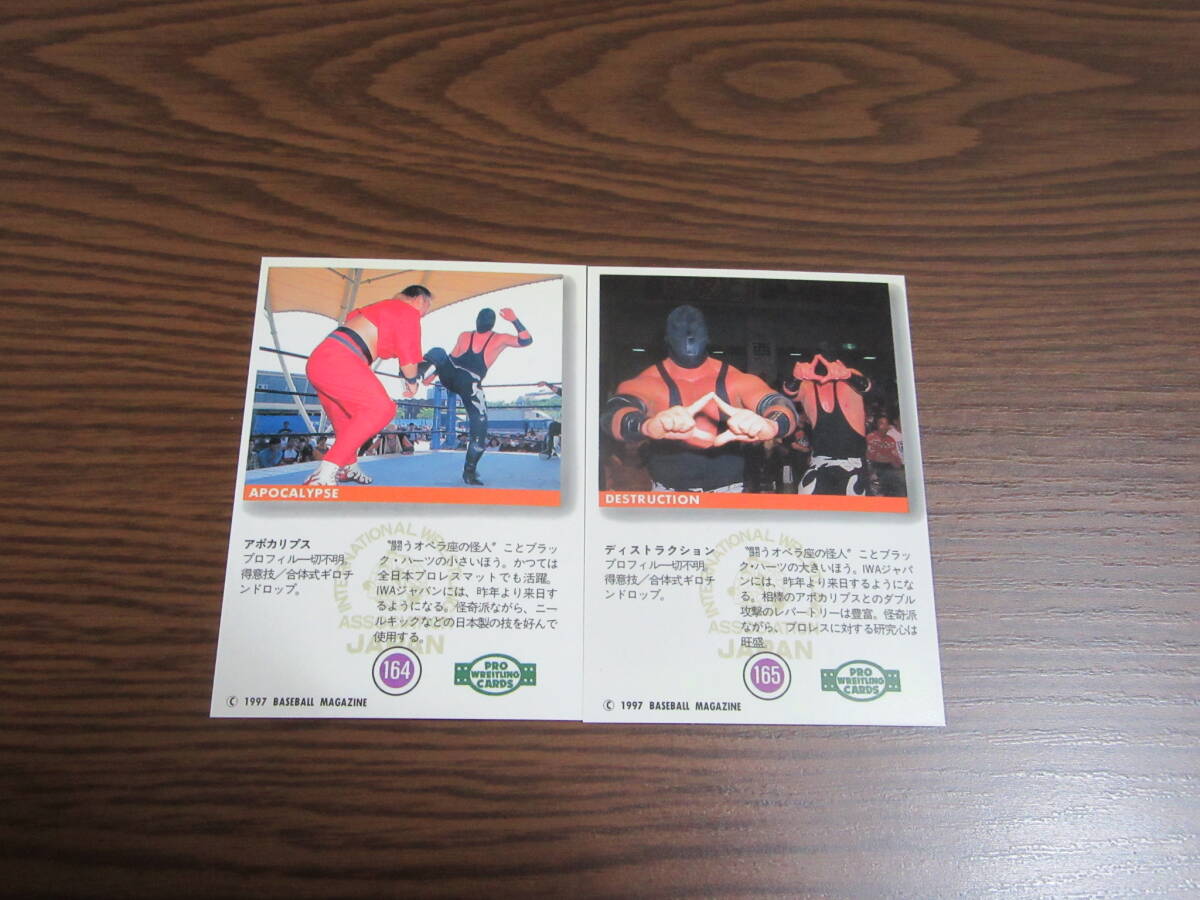 APOCALYPSE
アポカリプス
プロフィル一切不明。
得意技/合体式ギロチ
ンドロップ。
“闘うオペラ座の怪人”ことブラッ
ク・ハーツの小さいほう。かつては
全日本プロレスマットでも活躍。
IWAジャパンには、昨年より来日す
るようになる。怪奇派ながら、ニー
ルキックなどの日本製の技を好んで
使用する。
INTERNATIONAL WRE
ASSO
JAPAN
164
PRO
WRESTLING
CARDS
© 1997 BASEBALL MAGAZINE
DESTRUCTION
ディストラクション
プロフィル一切不明。
得意技/合体式ギロチ
ンドロップ。
“闘うオペラ座の怪人”ことブラッ
ク・ハーツの大きいほう。IWAジャ
パンには、昨年より来日するようにな
る。相棒のアポカリプスとのダブル
攻撃のレパートリーは豊富。怪奇派
ながら、プロレスに対する研究心は
旺盛。
JAPAN
165
PRO
WRESTLING
CARDS
© 1997 BASEBALL MAGAZINE